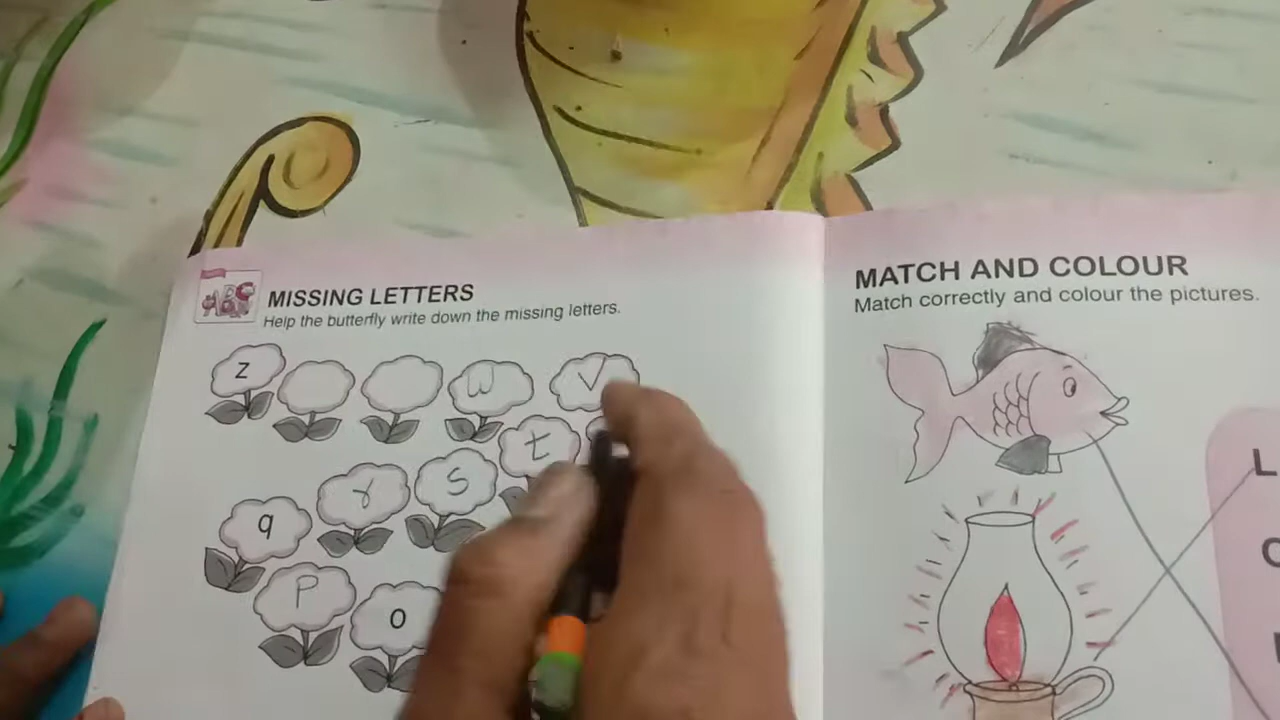 ABC
MISSING LETTERS
Help the butterfly write down the missing letters.
z w v
t
q r s
p o
MATCH AND COLOUR
Match correctly and colour the pictures.
L